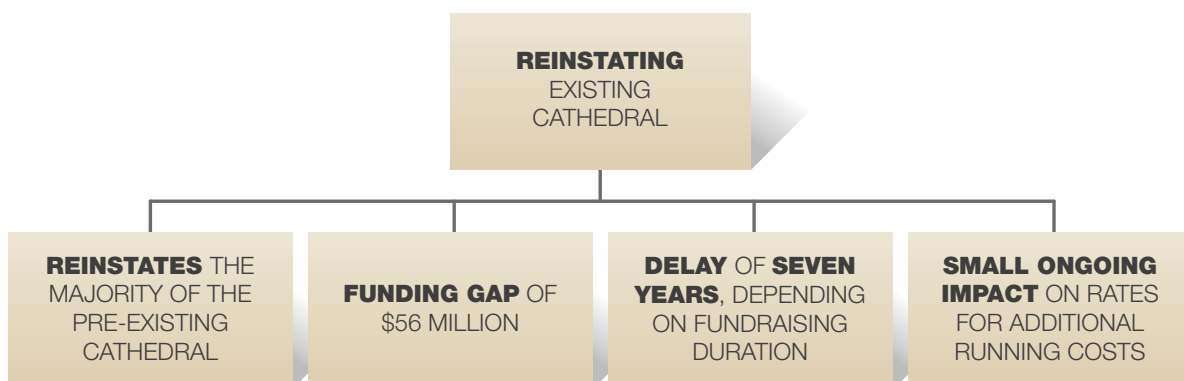 REINSTATING
EXISTING
CATHEDRAL
REINSTATES THE
MAJORITY OF THE
PRE-EXISTING
CATHEDRAL
FUNDING GAP OF
$56 MILLION
DELAY OF SEVEN
YEARS, DEPENDING
ON FUNDRAISING
DURATION
SMALL ONGOING
IMPACT ON RATES
FOR ADDITIONAL
RUNNING COSTS